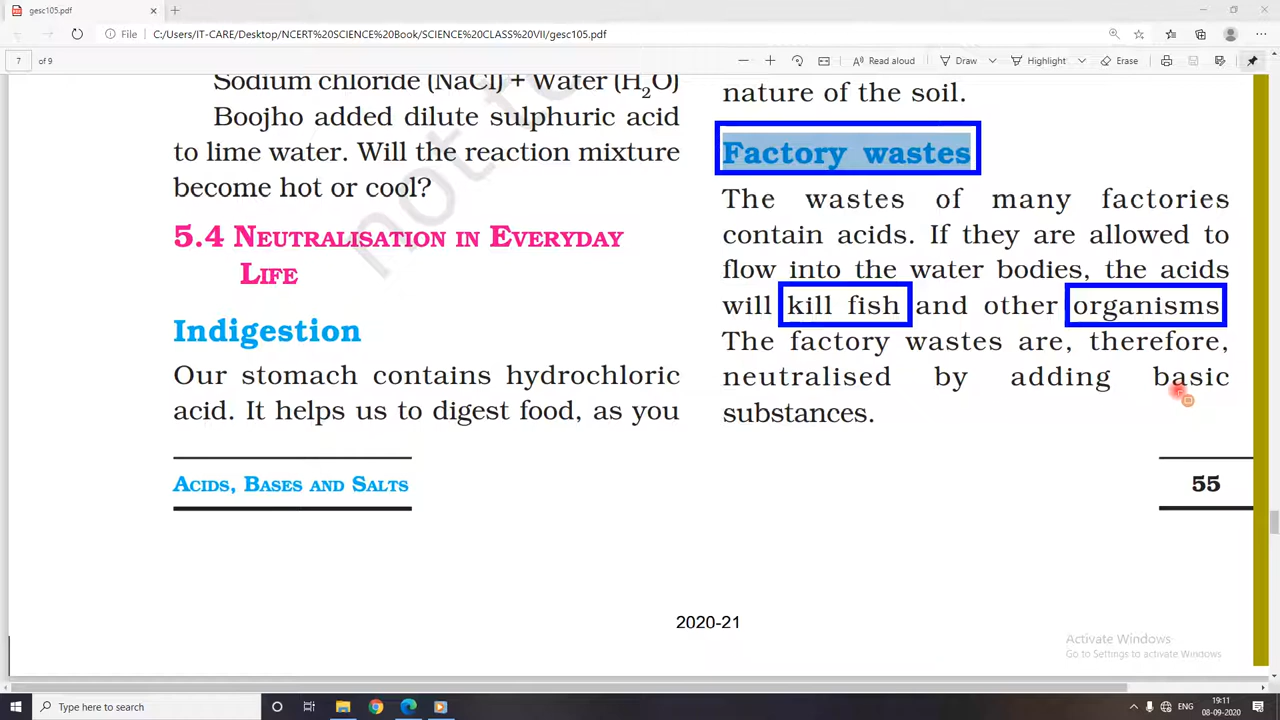 gesc105.pdf
File
C:/Users/IT-CARE/Desktop/NCERT%20SCIENCE%20Book/SCIENCE%20CLASS%20VII/gesc105.pdf
7 of 9
Read aloud
Draw
Highlight
Erase
Sodium chloride (NaCl) + Water (H2O)
Boojho added dilute sulphuric acid
to lime water. Will the reaction mixture
become hot or cool?
5.4 Neutralisation in Everyday
Life
Indigestion
Our stomach contains hydrochloric
acid. It helps us to digest food, as you
nature of the soil.
Factory wastes
The wastes of many factories
contain acids. If they are allowed to
flow into the water bodies, the acids
will kill fish and other organisms
The factory wastes are, therefore,
neutralised by adding basic
substances.
Acids, Bases and Salts
55
not
2020-21
Activate Windows
Go to Settings to activate Windows.
Type here to search
ENG
19:11
08-09-2020